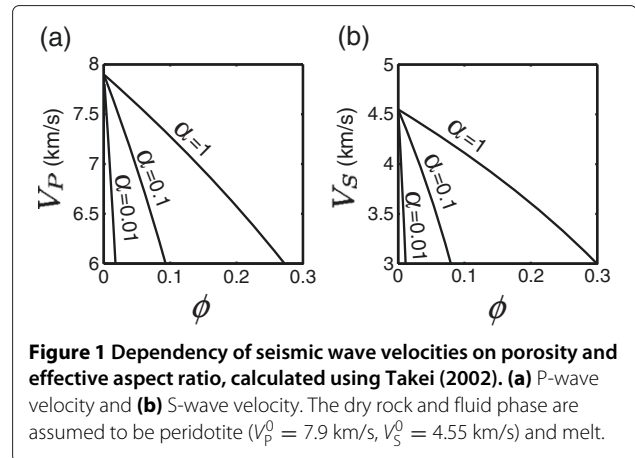 (a)
8
7.5
7
6.5
6
V_P (km/s)
α=1
α=0.1
α=0.01
0
0.1
0.2
0.3
ϕ
(b)
5
4.5
4
3.5
3
V_S (km/s)
α=1
α=0.1
α=0.01
0
0.1
0.2
0.3
ϕ
Figure 1 Dependency of seismic wave velocities on porosity and
effective aspect ratio, calculated using Takei (2002). (a) P-wave
velocity and (b) S-wave velocity. The dry rock and fluid phase are
assumed to be peridotite (V_P^0 = 7.9 km/s, V_S^0 = 4.55 km/s) and melt.